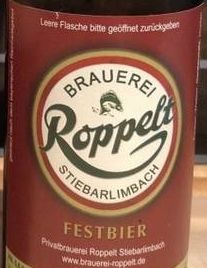 Leere Flasche bitte geöffnet zurückgeben
BRAUEREI
Roppelt
STIEBARLIMBACH
FESTBIER
Privatbrauerei Roppelt Stiebarlimbach
www.brauerei-roppelt.de